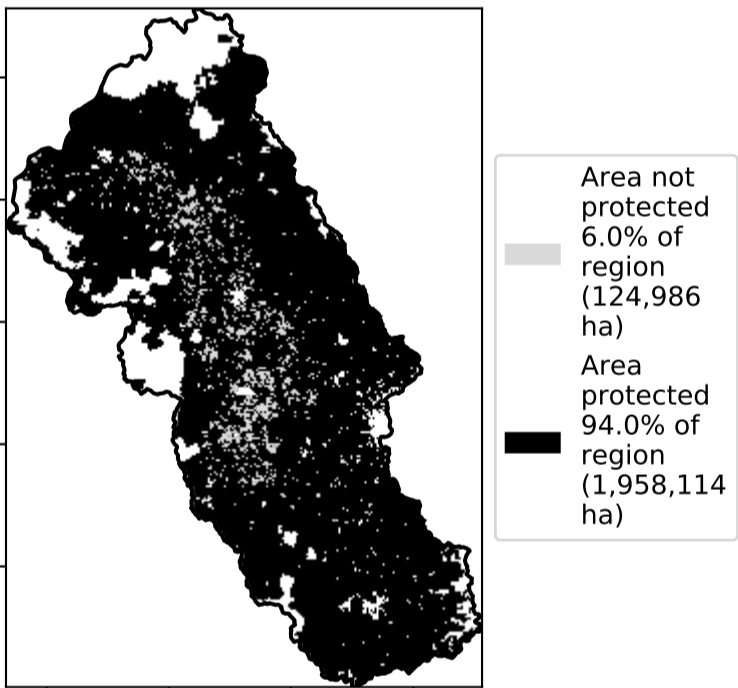 Area not
protected
6.0% of
region
(124,986
ha)
Area
protected
94.0% of
region
(1,958,114
ha)